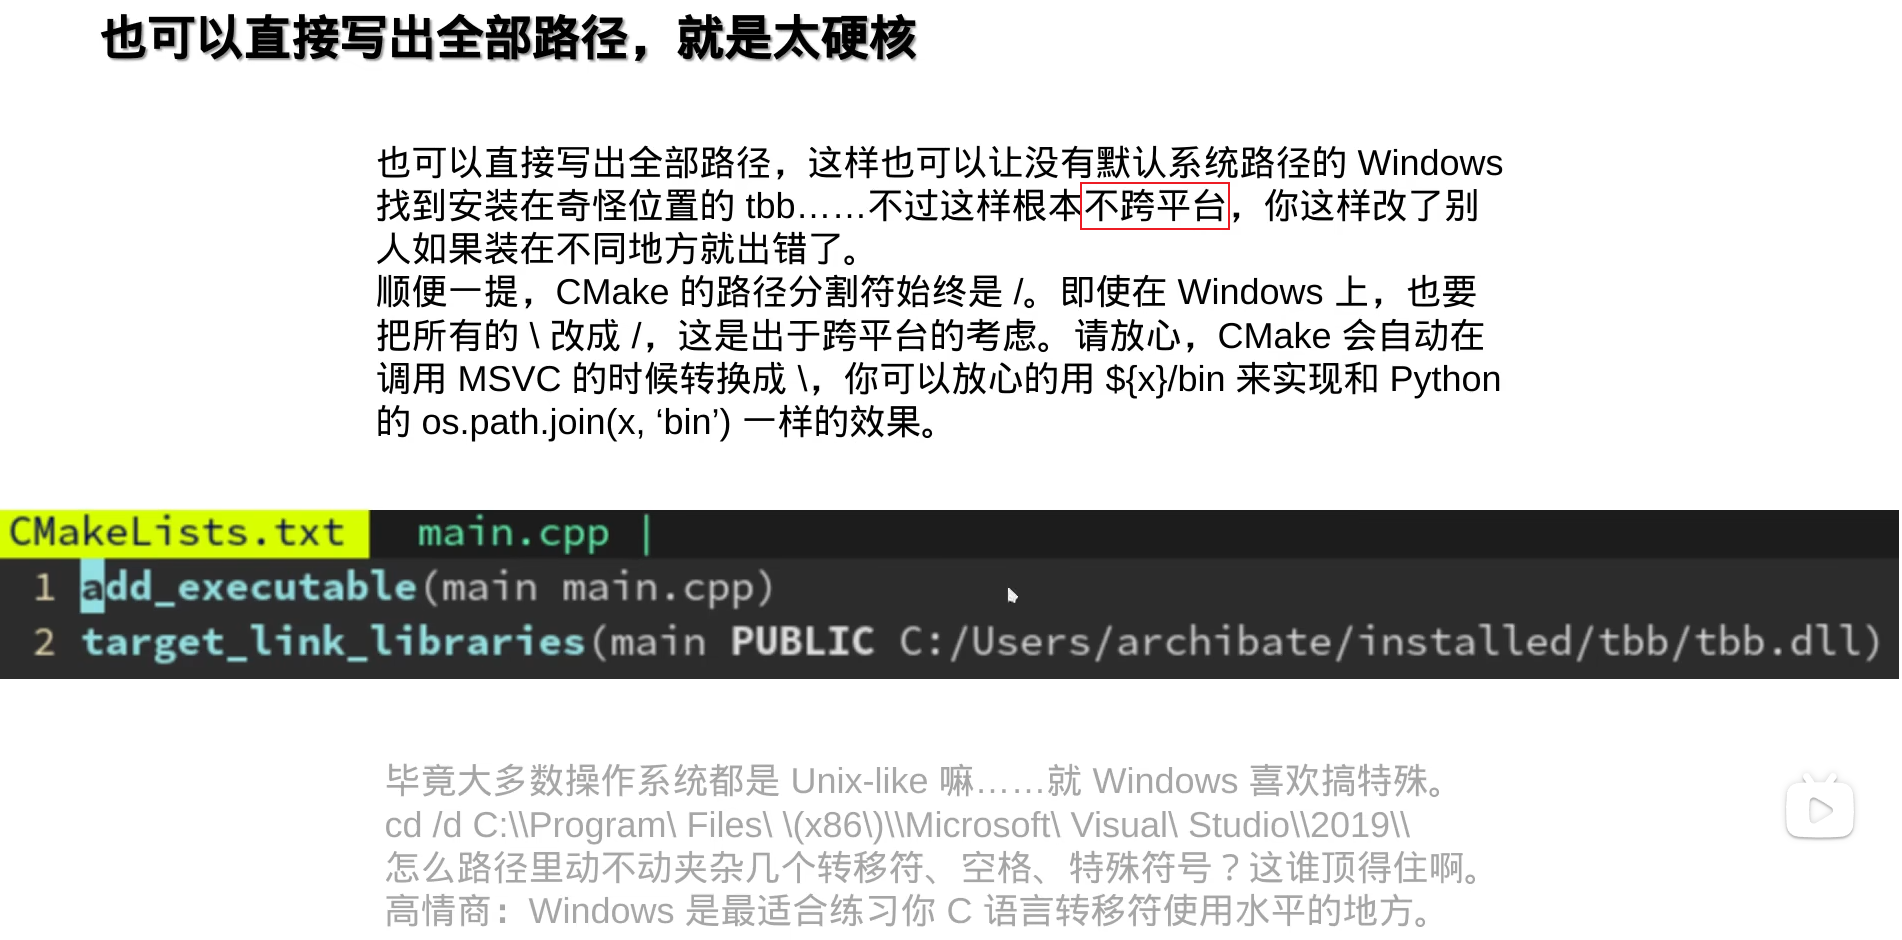 也可以直接写出全部路径，就是太硬核
也可以直接写出全部路径，这样也可以让没有默认系统路径的 Windows
找到安装在奇怪位置的 tbb……不过这样根本不跨平台，你这样改了别
人如果装在不同地方就出错了。
顺便一提，CMake 的路径分割符始终是 /。即使在 Windows 上，也要
把所有的 \ 改成 /，这是出于跨平台的考虑。请放心，CMake 会自动在
调用 MSVC 的时候转换成 \，你可以放心的用 ${x}/bin 来实现和 Python
的 os.path.join(x, ‘bin’) 一样的效果。
CMakeLists.txt main.cpp |
1 add_executable(main main.cpp)
2 target_link_libraries(main PUBLIC C:/Users/archibate/installed/tbb/tbb.dll)
毕竟大多数操作系统都是 Unix-like 嘛……就 Windows 喜欢搞特殊。
cd /d C:\\Program\ Files\ \(x86\)\\Microsoft\ Visual\ Studio\\2019\\
怎么路径里动不动夹杂几个转移符、空格、特殊符号？这谁顶得住啊。
高情商：Windows 是最适合练习你 C 语言转移符使用水平的地方。